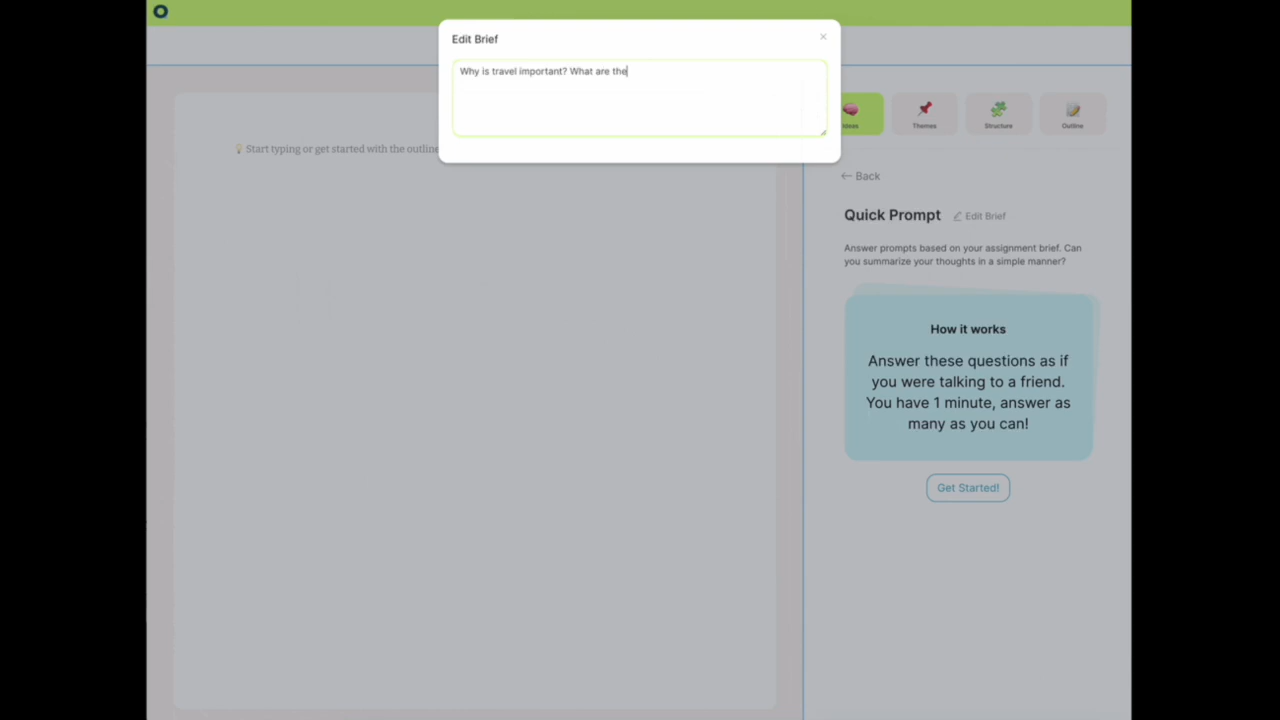 Edit Brief
×
Why is travel important? What are the
💡 Start typing or get started with the outline
Ideas
Themes
Structure
Outline
← Back
Quick Prompt
Edit Brief
Answer prompts based on your assignment brief. Can
you summarize your thoughts in a simple manner?
How it works
Answer these questions as if
you were talking to a friend.
You have 1 minute, answer as
many as you can!
Get Started!